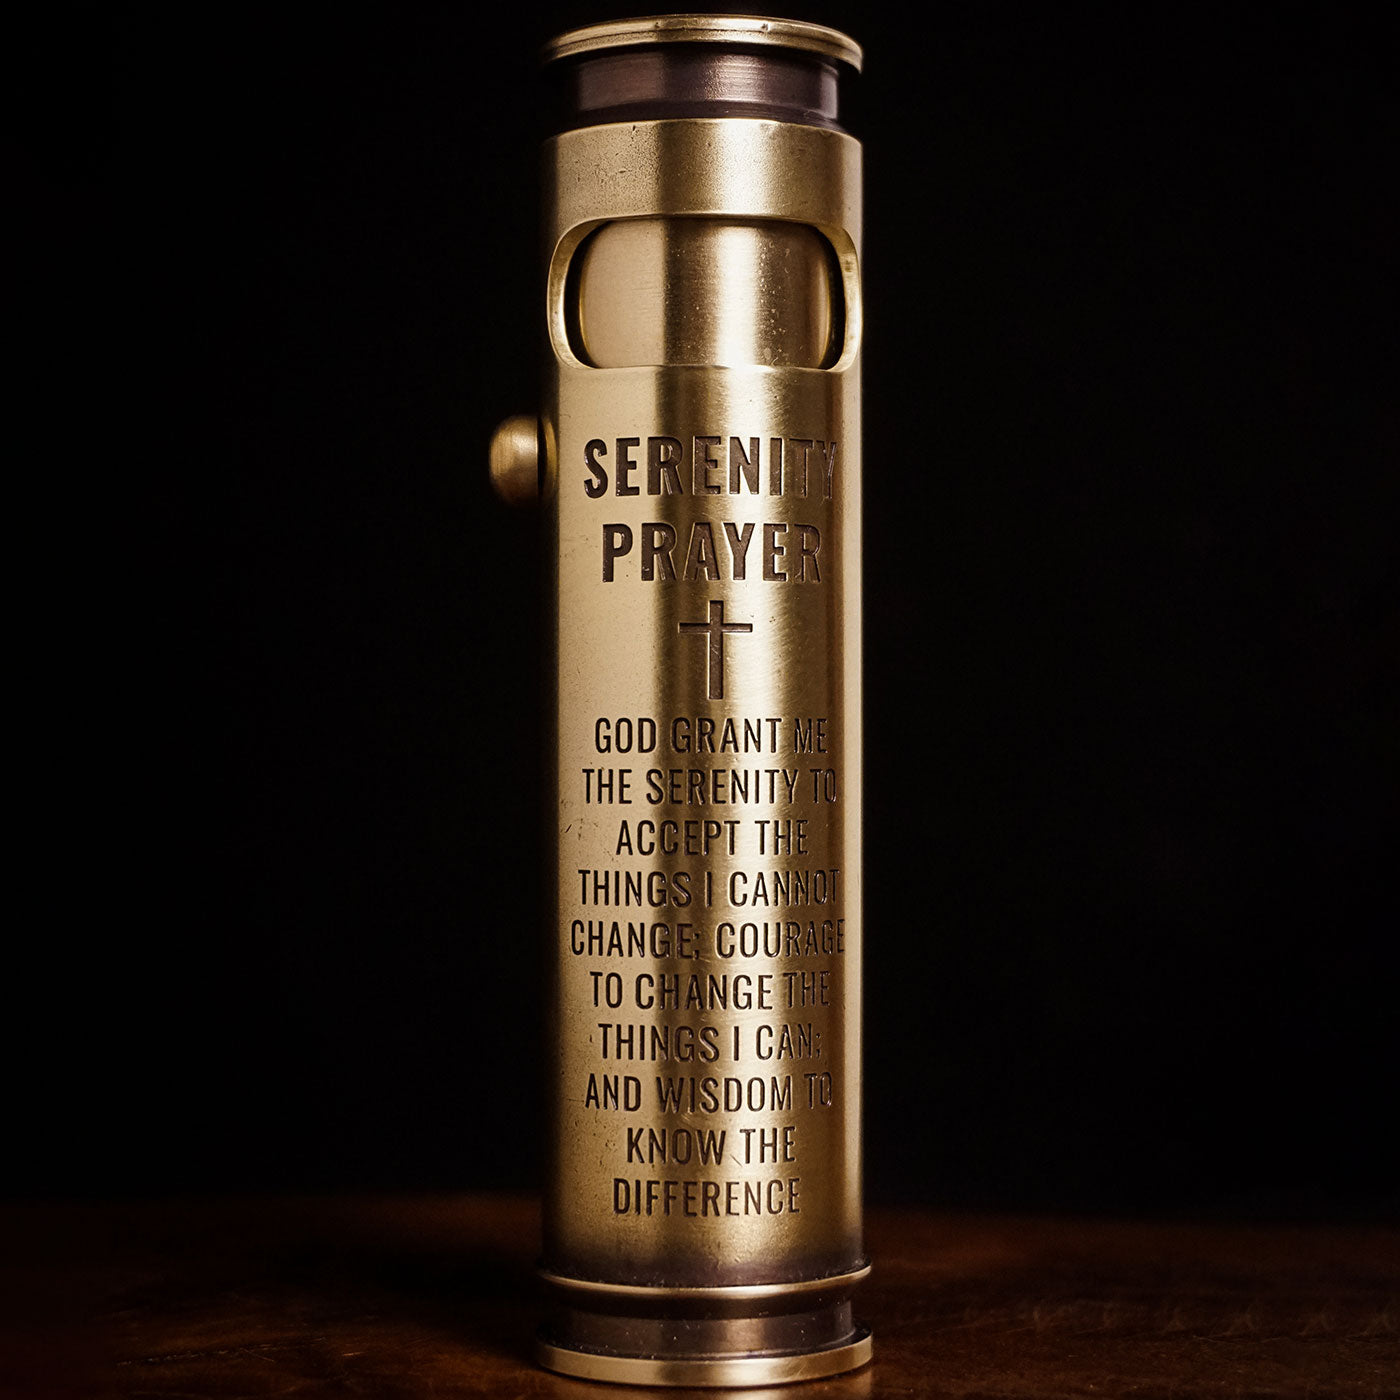 SERENITY
PRAYER
GOD GRANT ME
THE SERENITY TO
ACCEPT THE
THINGS I CANNOT
CHANGE; COURAGE
TO CHANGE THE
THINGS I CAN;
AND WISDOM TO
KNOW THE
DIFFERENCE